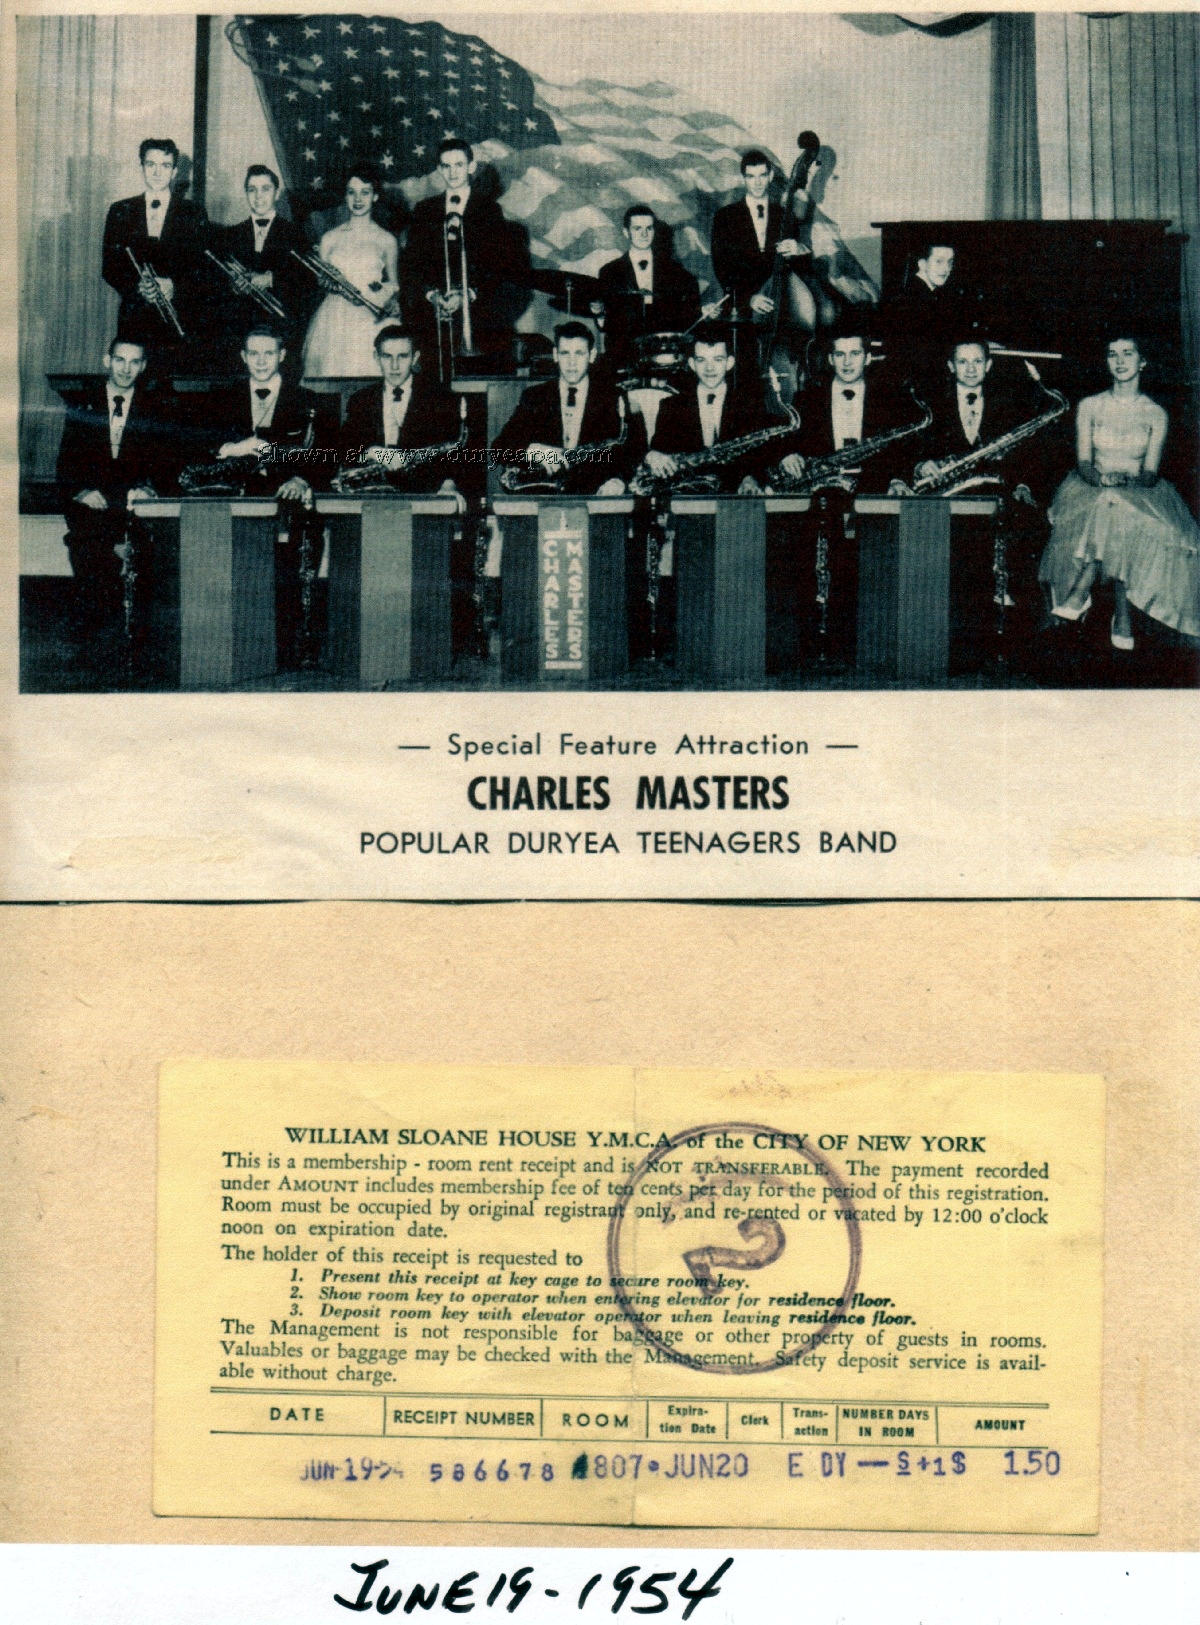 Shown at www.duryeapa.com
CHARLES MASTERS
— Special Feature Attraction —
CHARLES MASTERS
POPULAR DURYEA TEENAGERS BAND
WILLIAM SLOANE HOUSE Y.M.C.A. of the CITY OF NEW YORK
This is a membership - room rent receipt and is NOT TRANSFERABLE. The payment recorded
under AMOUNT includes membership fee of ten cents per day for the period of this registration.
Room must be occupied by original registrant only, and re-rented or vacated by 12:00 o'clock
noon on expiration date.
The holder of this receipt is requested to
1. Present this receipt at key cage to secure room key.
2. Show room key to operator when entering elevator for residence floor.
3. Deposit room key with elevator operator when leaving residence floor.
The Management is not responsible for baggage or other property of guests in rooms.
Valuables or baggage may be checked with the Management. Safety deposit service is avail-
able without charge.
2
DATE RECEIPT NUMBER ROOM Expira-tion Date Clerk Trans-action NUMBER DAYS IN ROOM AMOUNT
JUN-19-54 586678 807• JUN20 E DY — S +1$ 1.50
JUNE 19 - 1954